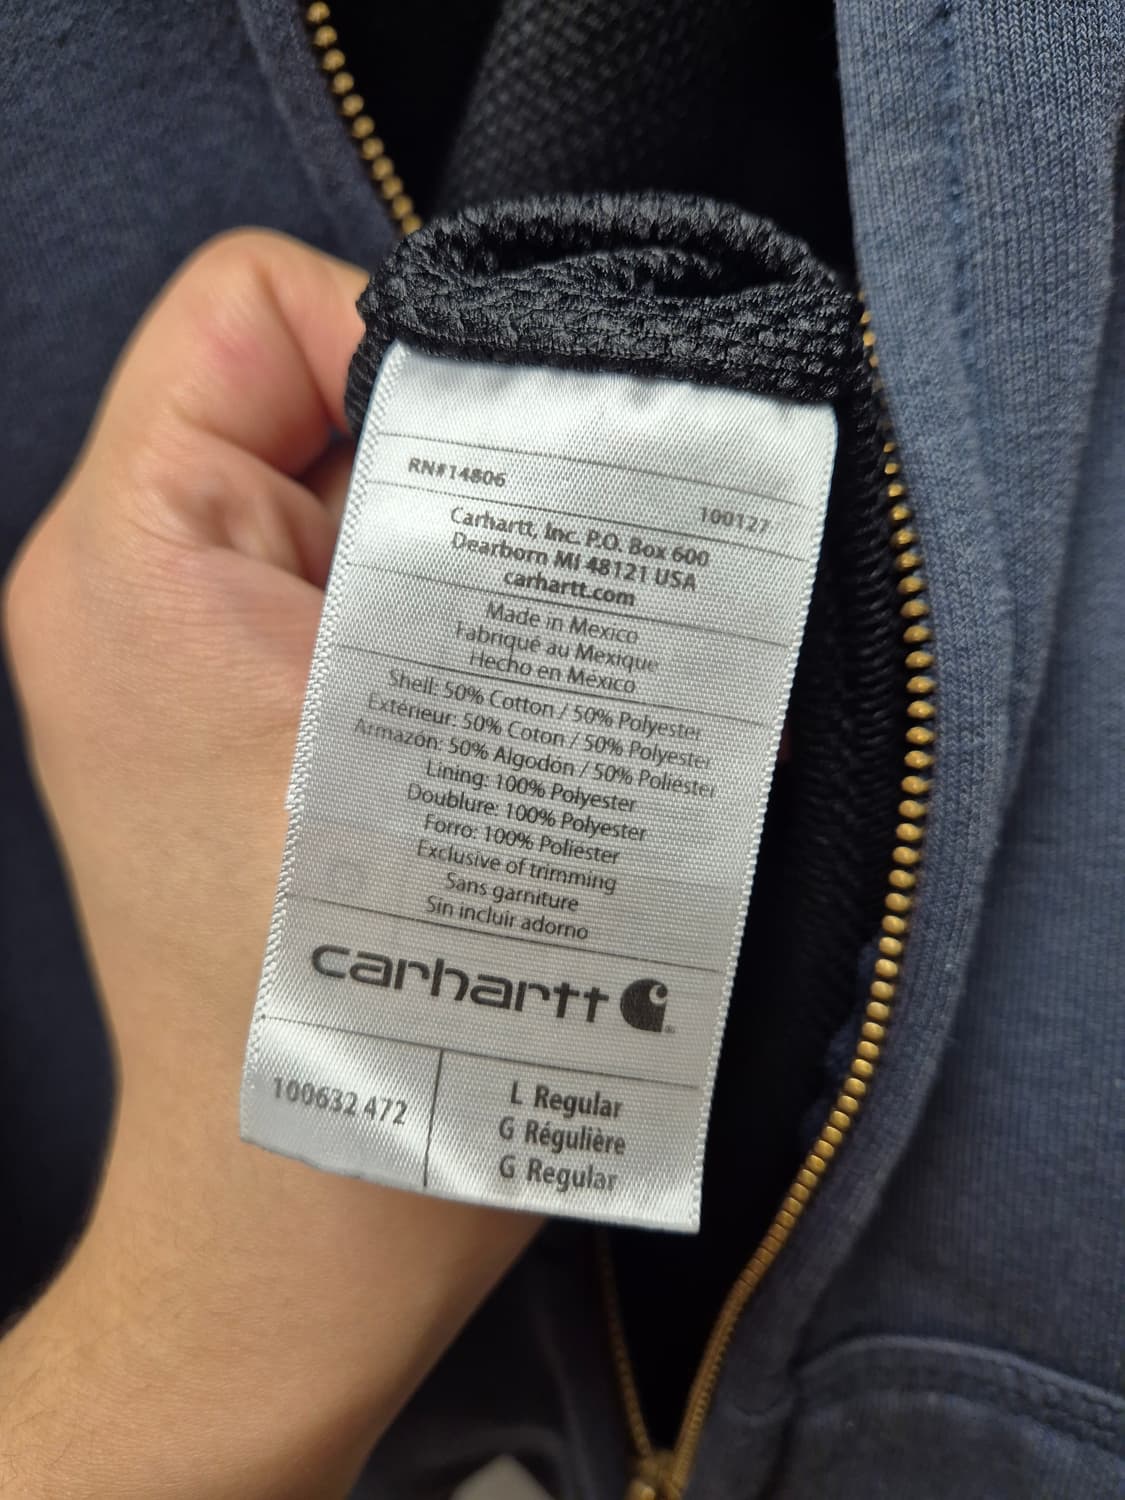 RN#14806
100127
Carhartt, Inc. P.O. Box 600
Dearborn MI 48121 USA
carhartt.com
Made in Mexico
Fabriqué au Mexique
Hecho en México
Shell: 50% Cotton / 50% Polyester
Extérieur: 50% Coton / 50% Polyester
Armazón: 50% Algodón / 50% Poliéster
Lining: 100% Polyester
Doublure: 100% Polyester
Forro: 100% Poliéster
Exclusive of trimming
Sans garniture
Sin incluir adorno
carhartt
100632 472
L Regular
G Régulière
G Regular